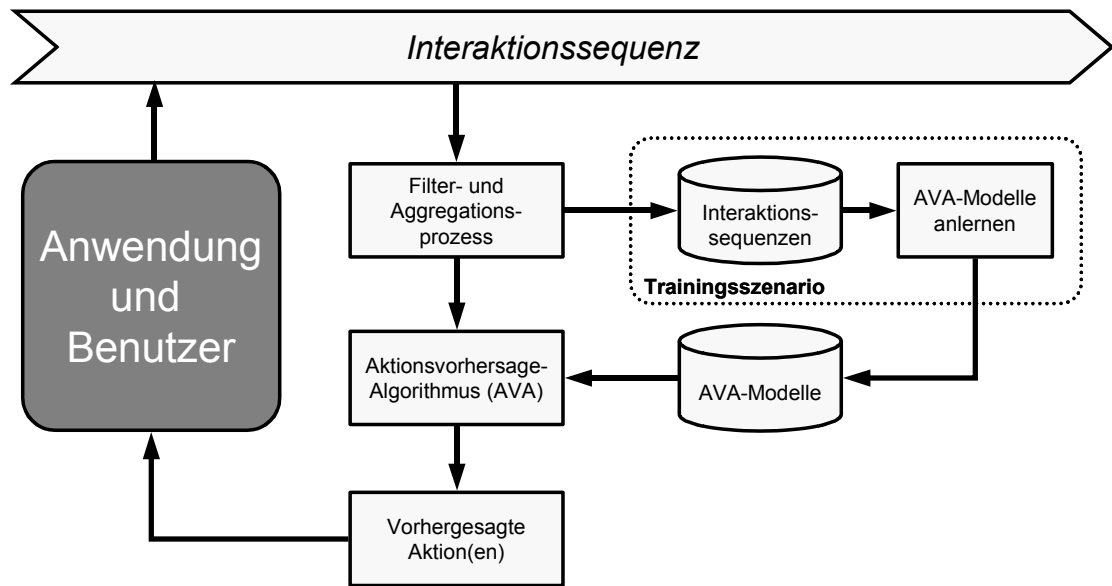 Interaktionssequenz
Anwendung
und
Benutzer
Filter- und
Aggregations-
prozess
Interaktions-
sequenzen
AVA-Modelle
anlernen
Trainingsszenario
Aktionsvorhersage-
Algorithmus (AVA)
AVA-Modelle
Vorhergesagte
Aktion(en)